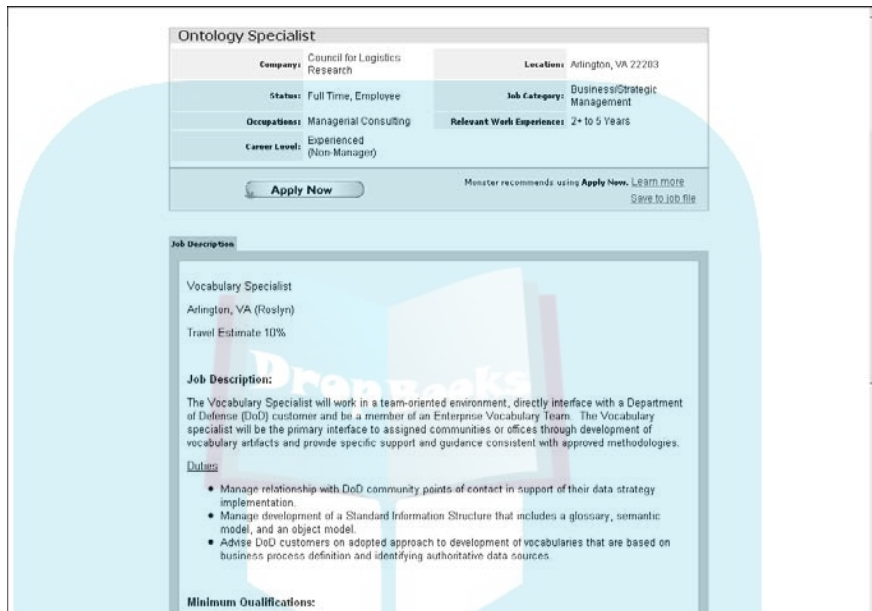 Ontology Specialist
Company: Council for Logistics Research
Location: Arlington, VA 22203
Status: Full Time, Employee
Job Category: Business/Strategic Management
Occupations: Managerial Consulting
Relevant Work Experience: 2+ to 5 Years
Career Level: Experienced (Non-Manager)
Apply Now
Monster recommends using Apply Now. Learn more
Save to job file
Job Description
Vocabulary Specialist
Arlington, VA (Roslyn)
Travel Estimate 10%
DropBooks
Job Description:
The Vocabulary Specialist will work in a team-oriented environment, directly interface with a Department
of Defense (DoD) customer and be a member of an Enterprise Vocabulary Team. The Vocabulary
specialist will be the primary interface to assigned communities or offices through development of
vocabulary artifacts and provide specific support and guidance consistent with approved methodologies.
Duties
• Manage relationship with DoD community points of contact in support of their data strategy
implementation.
• Manage development of a Standard Information Structure that includes a glossary, semantic
model, and an object model.
• Advise DoD customers on adopted approach to development of vocabularies that are based on
business process definition and identifying authoritative data sources.
Minimum Qualifications: